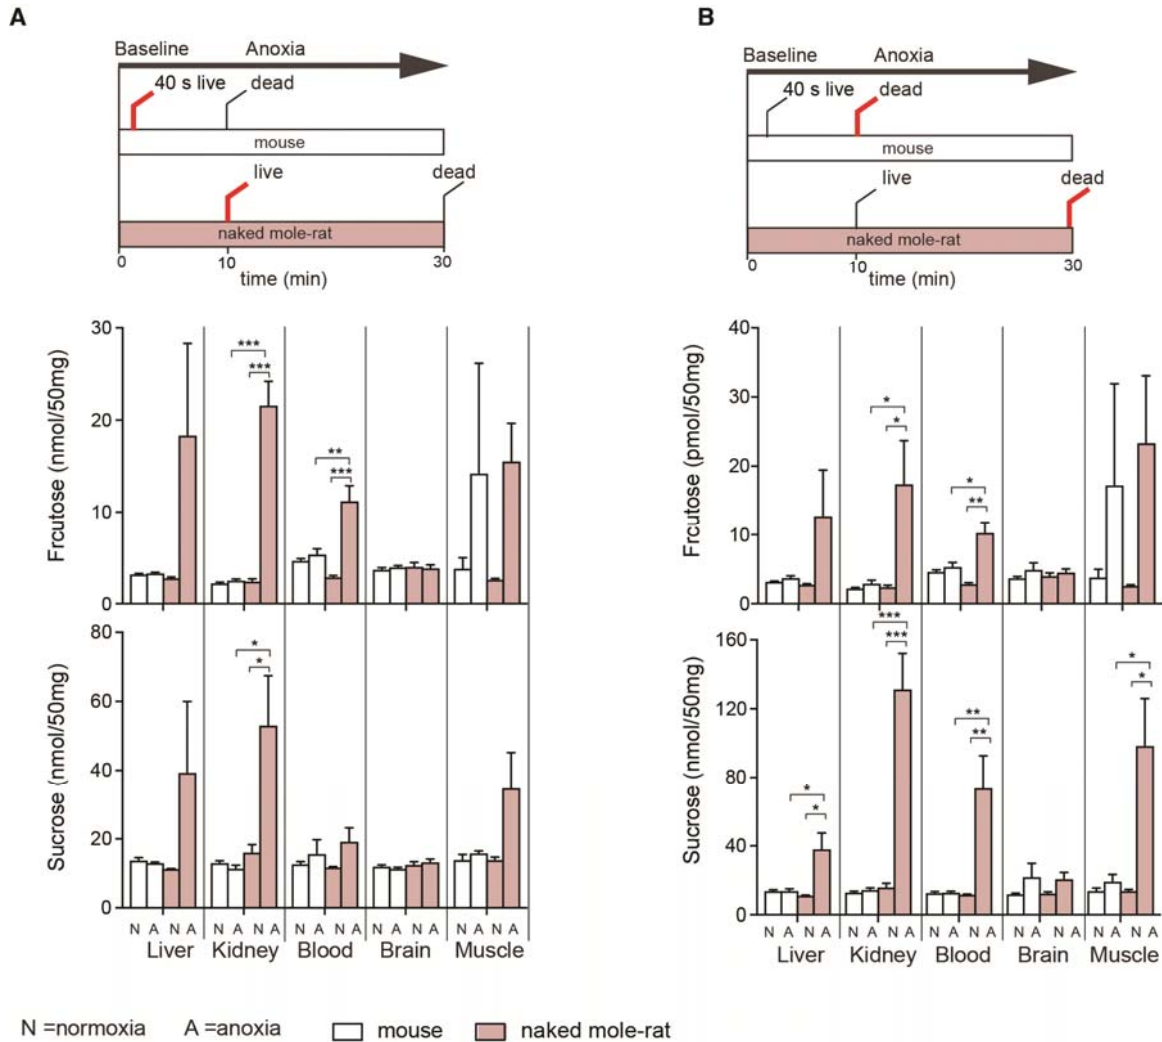 A
Baseline Anoxia
40 s live dead
mouse
live dead
naked mole-rat
0 10 30
time (min)
Frcutose (nmol/50mg)
30
20
10
0
***
***
**
***
Sucrose (nmol/50mg)
80
60
40
20
0
*
*
N A N A N A N A N A N A N A N A N A N A
Liver Kidney Blood Brain Muscle
B
Baseline Anoxia
40 s live dead
mouse
live dead
naked mole-rat
0 10 30
time (min)
Frcutose (pmol/50mg)
40
30
20
10
0
*
*
*
**
Sucrose (nmol/50mg)
160
120
80
40
0
*
*
***
***
**
**
*
*
N A N A N A N A N A N A N A N A N A N A
Liver Kidney Blood Brain Muscle
N =normoxia A =anoxia mouse naked mole-rat